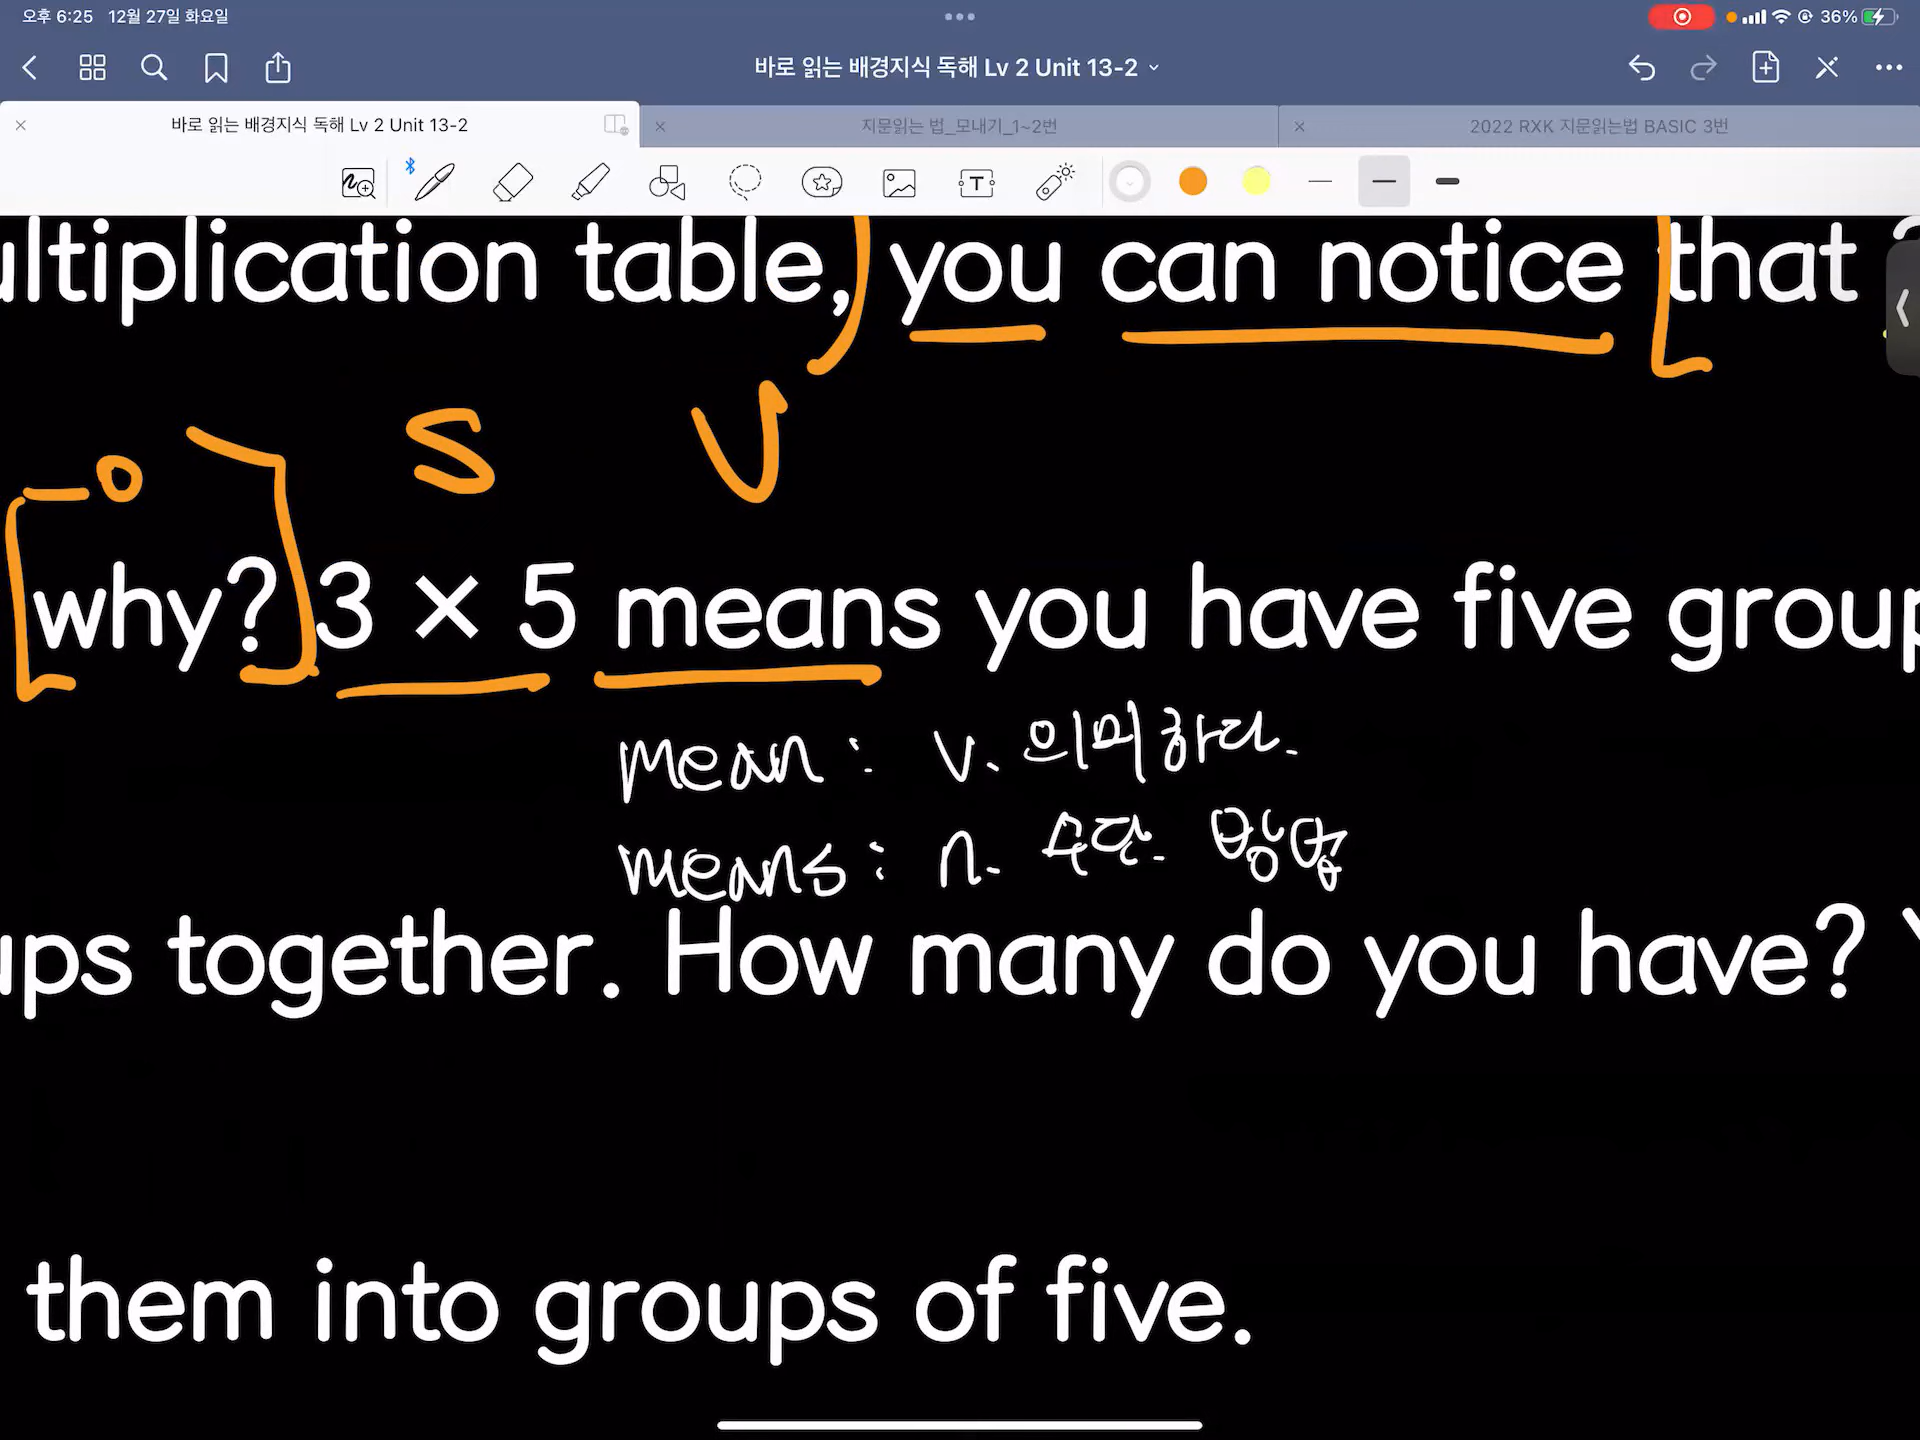 오후 6:25 12월 27일 화요일
36%
바로 읽는 배경지식 독해 Lv 2 Unit 13-2
바로 읽는 배경지식 독해 Lv 2 Unit 13-2
지문읽는 법_모내기_1~2번
2022 RXK 지문읽는법 BASIC 3번
T
ultiplication table, you can notice that
o S V
why? 3 × 5 means you have five group
mean : v. 의미하다.
means : n. 수단. 방법
ups together. How many do you have?
them into groups of five.